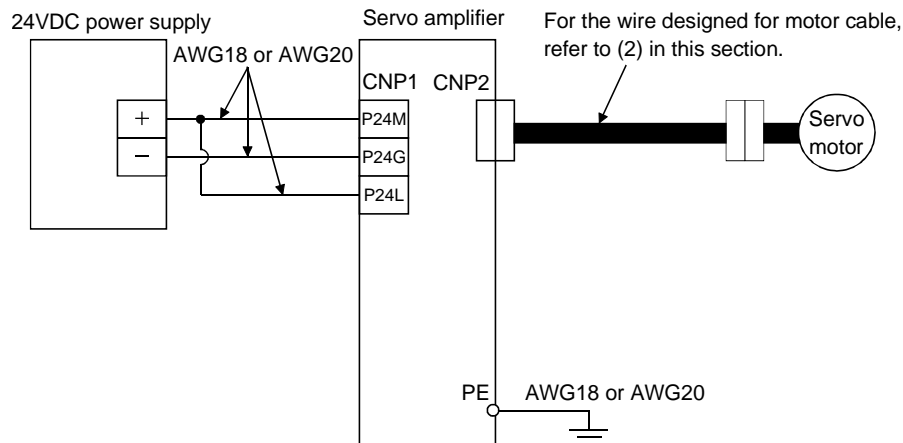 24VDC power supply
Servo amplifier
For the wire designed for motor cable,
refer to (2) in this section.
AWG18 or AWG20
CNP1
CNP2
+
P24M
Servo
motor
−
P24G
P24L
PE
AWG18 or AWG20